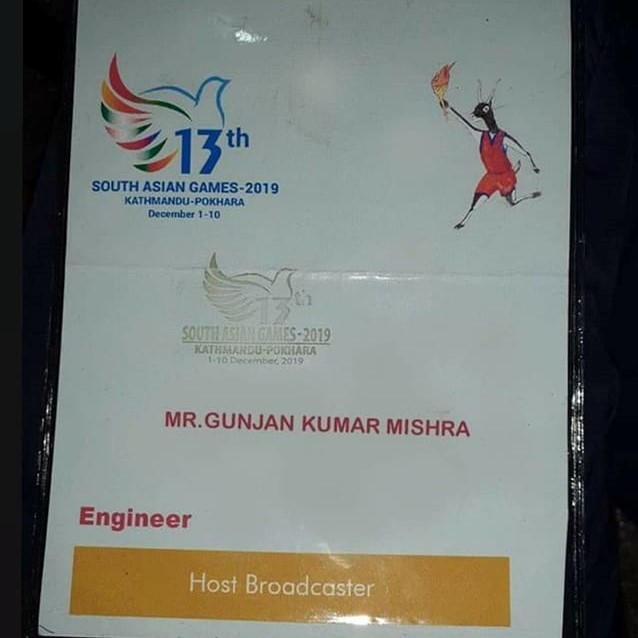 13th
SOUTH ASIAN GAMES-2019
KATHMANDU-POKHARA
December 1-10
13th
SOUTH ASIAN GAMES-2019
KATHMANDU-POKHARA
1-10 December, 2019
MR.GUNJAN KUMAR MISHRA
Engineer
Host Broadcaster